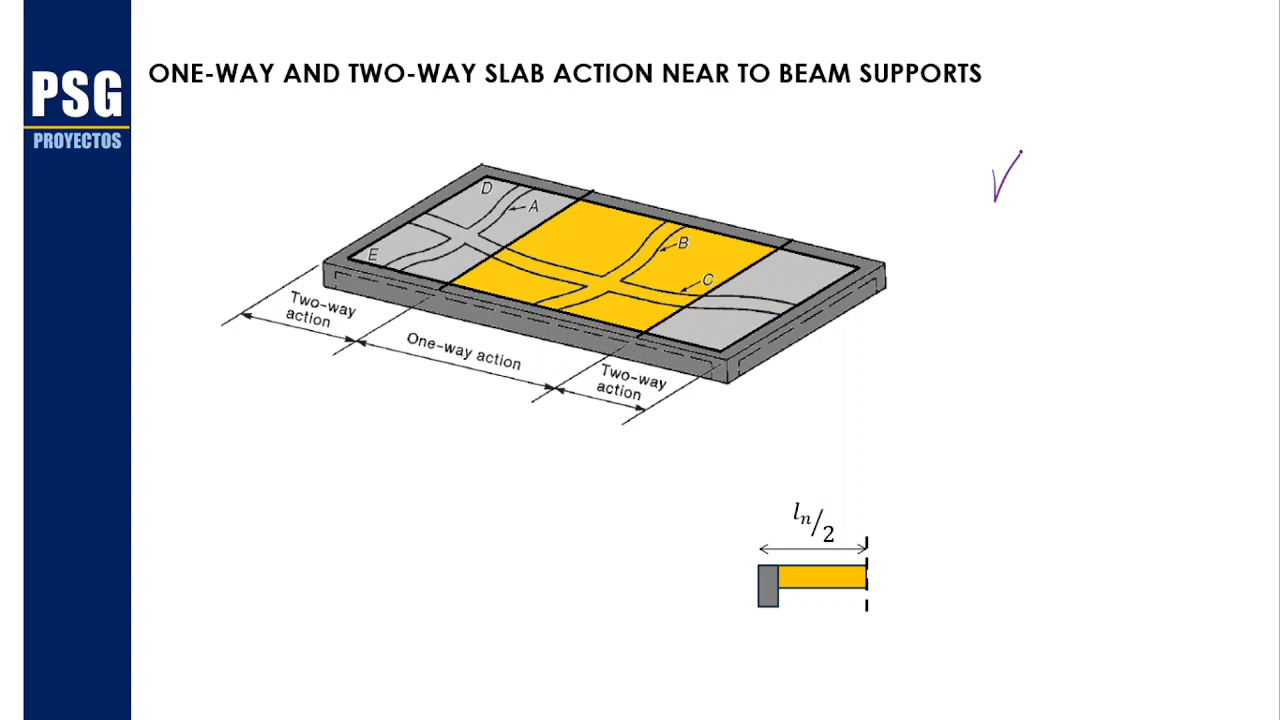 PSG
PROYECTOS
ONE-WAY AND TWO-WAY SLAB ACTION NEAR TO BEAM SUPPORTS
D
A
B
E
C
Two-way
action
One-way action
Two-way
action
l_n/2